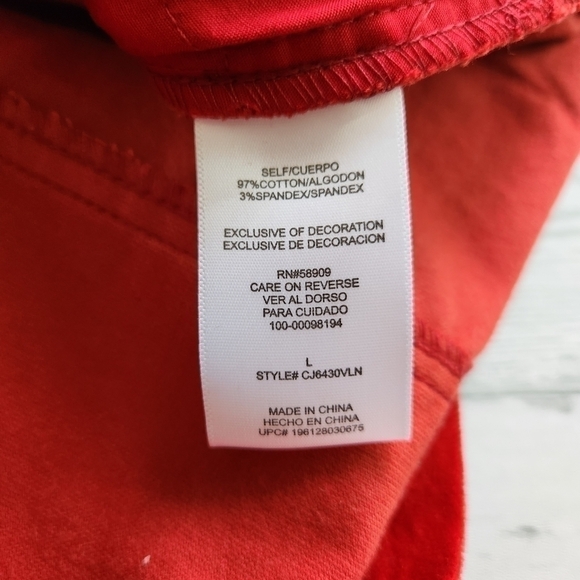 SELF/CUERPO
97%COTTON/ALGODON
3%SPANDEX/SPANDEX
EXCLUSIVE OF DECORATION
EXCLUSIVE DE DECORACION
RN#58909
CARE ON REVERSE
VER AL DORSO
PARA CUIDADO
100-00098194
L
STYLE# CJ6430VLN
MADE IN CHINA
HECHO EN CHINA
UPC# 196128030675